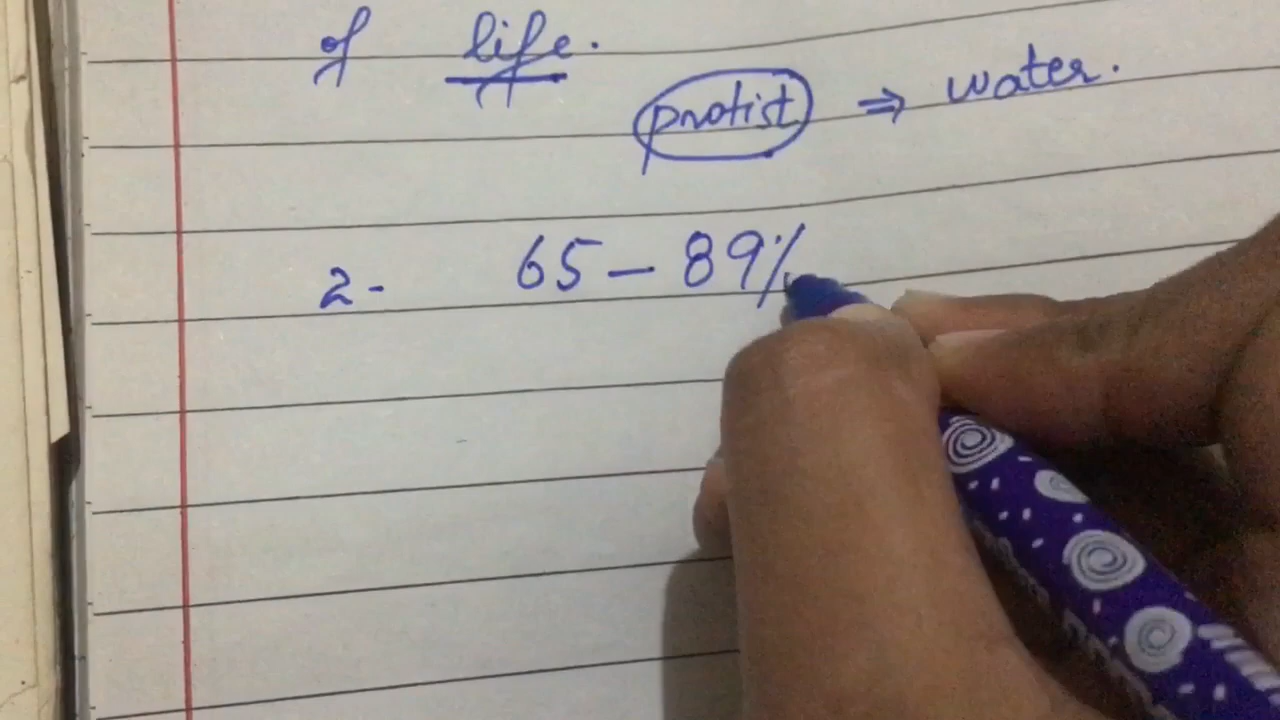 of life.
protist ⇒ water.
2- 65-89%